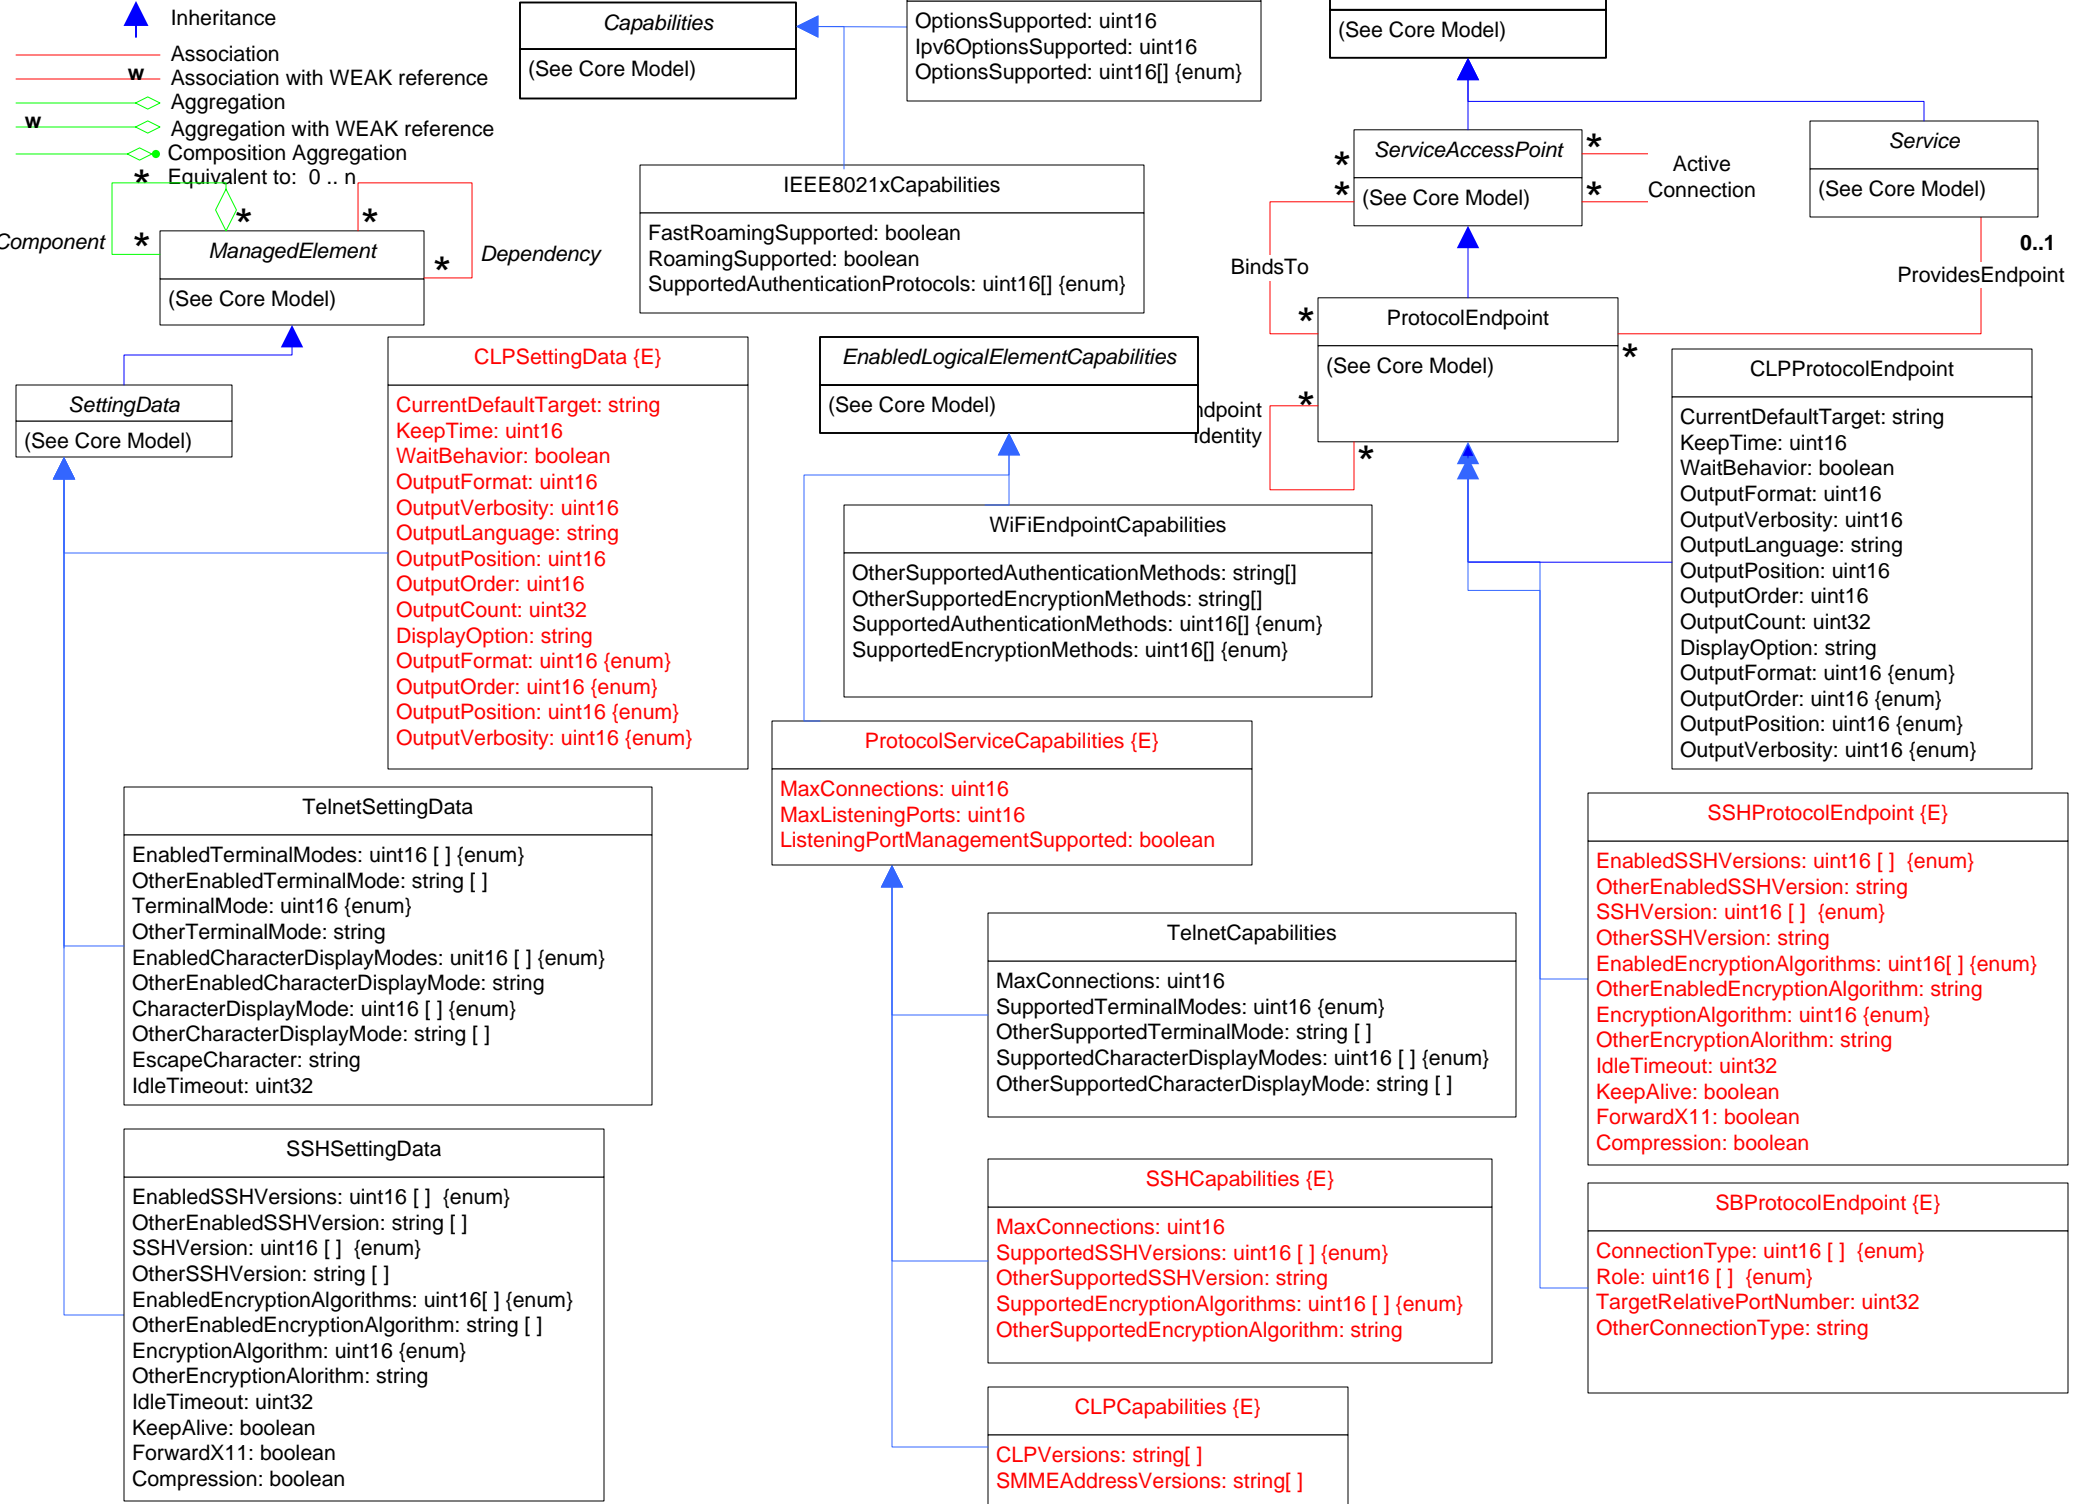 Inheritance
Association
w
Association with WEAK reference
Aggregation
w
Aggregation with WEAK reference
Composition Aggregation
* Equivalent to: 0 .. n
Component
*
*
*
*
Dependency
ManagedElement
(See Core Model)
SettingData
(See Core Model)
Capabilities
(See Core Model)
OptionsSupported: uint16
Ipv6OptionsSupported: uint16
OptionsSupported: uint16[] {enum}
IEEE8021xCapabilities
FastRoamingSupported: boolean
RoamingSupported: boolean
SupportedAuthenticationProtocols: uint16[] {enum}
(See Core Model)
ServiceAccessPoint
(See Core Model)
*
*
*
*
Active
Connection
Service
(See Core Model)
0..1
ProvidesEndpoint
BindsTo
*
*
ProtocolEndpoint
(See Core Model)
*
*
ndpoint
Identity
CLPSettingData {E}
CurrentDefaultTarget: string
KeepTime: uint16
WaitBehavior: boolean
OutputFormat: uint16
OutputVerbosity: uint16
OutputLanguage: string
OutputPosition: uint16
OutputOrder: uint16
OutputCount: uint32
DisplayOption: string
OutputFormat: uint16 {enum}
OutputOrder: uint16 {enum}
OutputPosition: uint16 {enum}
OutputVerbosity: uint16 {enum}
EnabledLogicalElementCapabilities
(See Core Model)
WiFiEndpointCapabilities
OtherSupportedAuthenticationMethods: string[]
OtherSupportedEncryptionMethods: string[]
SupportedAuthenticationMethods: uint16[] {enum}
SupportedEncryptionMethods: uint16[] {enum}
CLPProtocolEndpoint
CurrentDefaultTarget: string
KeepTime: uint16
WaitBehavior: boolean
OutputFormat: uint16
OutputVerbosity: uint16
OutputLanguage: string
OutputPosition: uint16
OutputOrder: uint16
OutputCount: uint32
DisplayOption: string
OutputFormat: uint16 {enum}
OutputOrder: uint16 {enum}
OutputPosition: uint16 {enum}
OutputVerbosity: uint16 {enum}
ProtocolServiceCapabilities {E}
MaxConnections: uint16
MaxListeningPorts: uint16
ListeningPortManagementSupported: boolean
TelnetSettingData
EnabledTerminalModes: uint16 [ ] {enum}
OtherEnabledTerminalMode: string [ ]
TerminalMode: uint16 {enum}
OtherTerminalMode: string
EnabledCharacterDisplayModes: unit16 [ ] {enum}
OtherEnabledCharacterDisplayMode: string
CharacterDisplayMode: uint16 [ ] {enum}
OtherCharacterDisplayMode: string [ ]
EscapeCharacter: string
IdleTimeout: uint32
SSHProtocolEndpoint {E}
EnabledSSHVersions: uint16 [ ]  {enum}
OtherEnabledSSHVersion: string
SSHVersion: uint16 [ ]  {enum}
OtherSSHVersion: string
EnabledEncryptionAlgorithms: uint16[ ] {enum}
OtherEnabledEncryptionAlgorithm: string
EncryptionAlgorithm: uint16 {enum}
OtherEncryptionAlorithm: string
IdleTimeout: uint32
KeepAlive: boolean
ForwardX11: boolean
Compression: boolean
TelnetCapabilities
MaxConnections: uint16
SupportedTerminalModes: uint16 {enum}
OtherSupportedTerminalMode: string [ ]
SupportedCharacterDisplayModes: uint16 [ ] {enum}
OtherSupportedCharacterDisplayMode: string [ ]
SSHSettingData
EnabledSSHVersions: uint16 [ ]  {enum}
OtherEnabledSSHVersion: string [ ]
SSHVersion: uint16 [ ]  {enum}
OtherSSHVersion: string [ ]
EnabledEncryptionAlgorithms: uint16[ ] {enum}
OtherEnabledEncryptionAlgorithm: string [ ]
EncryptionAlgorithm: uint16 {enum}
OtherEncryptionAlorithm: string
IdleTimeout: uint32
KeepAlive: boolean
ForwardX11: boolean
Compression: boolean
SSHCapabilities {E}
MaxConnections: uint16
SupportedSSHVersions: uint16 [ ] {enum}
OtherSupportedSSHVersion: string
SupportedEncryptionAlgorithms: uint16 [ ] {enum}
OtherSupportedEncryptionAlgorithm: string
SBProtocolEndpoint {E}
ConnectionType: uint16 [ ]  {enum}
Role: uint16 [ ]  {enum}
TargetRelativePortNumber: uint32
OtherConnectionType: string
CLPCapabilities {E}
CLPVersions: string[ ]
SMMEAddressVersions: string[ ]